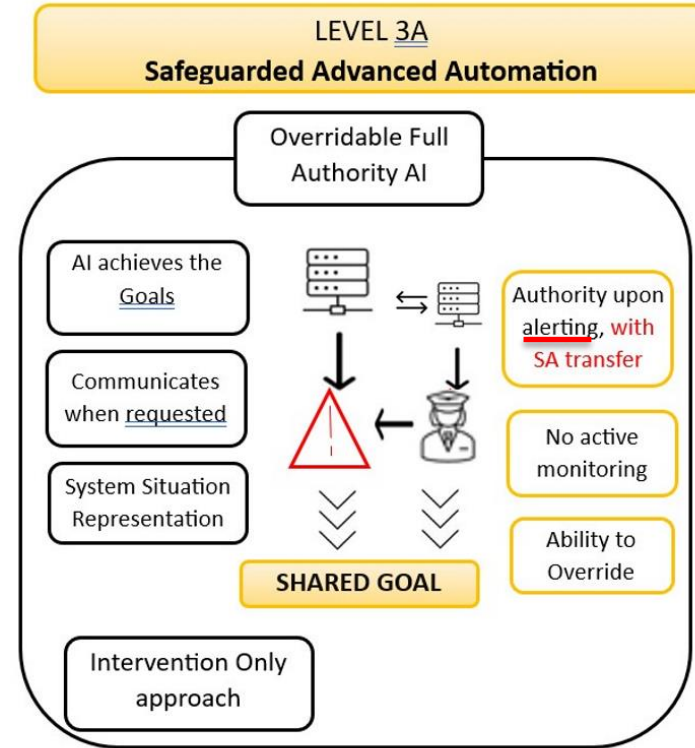 LEVEL 3A
Safeguarded Advanced Automation
Overridable Full
Authority AI
AI achieves the
Goals
Communicates
when requested
System Situation
Representation
Authority upon
alerting, with
SA transfer
No active
monitoring
Ability to
Override
SHARED GOAL
Intervention Only
approach